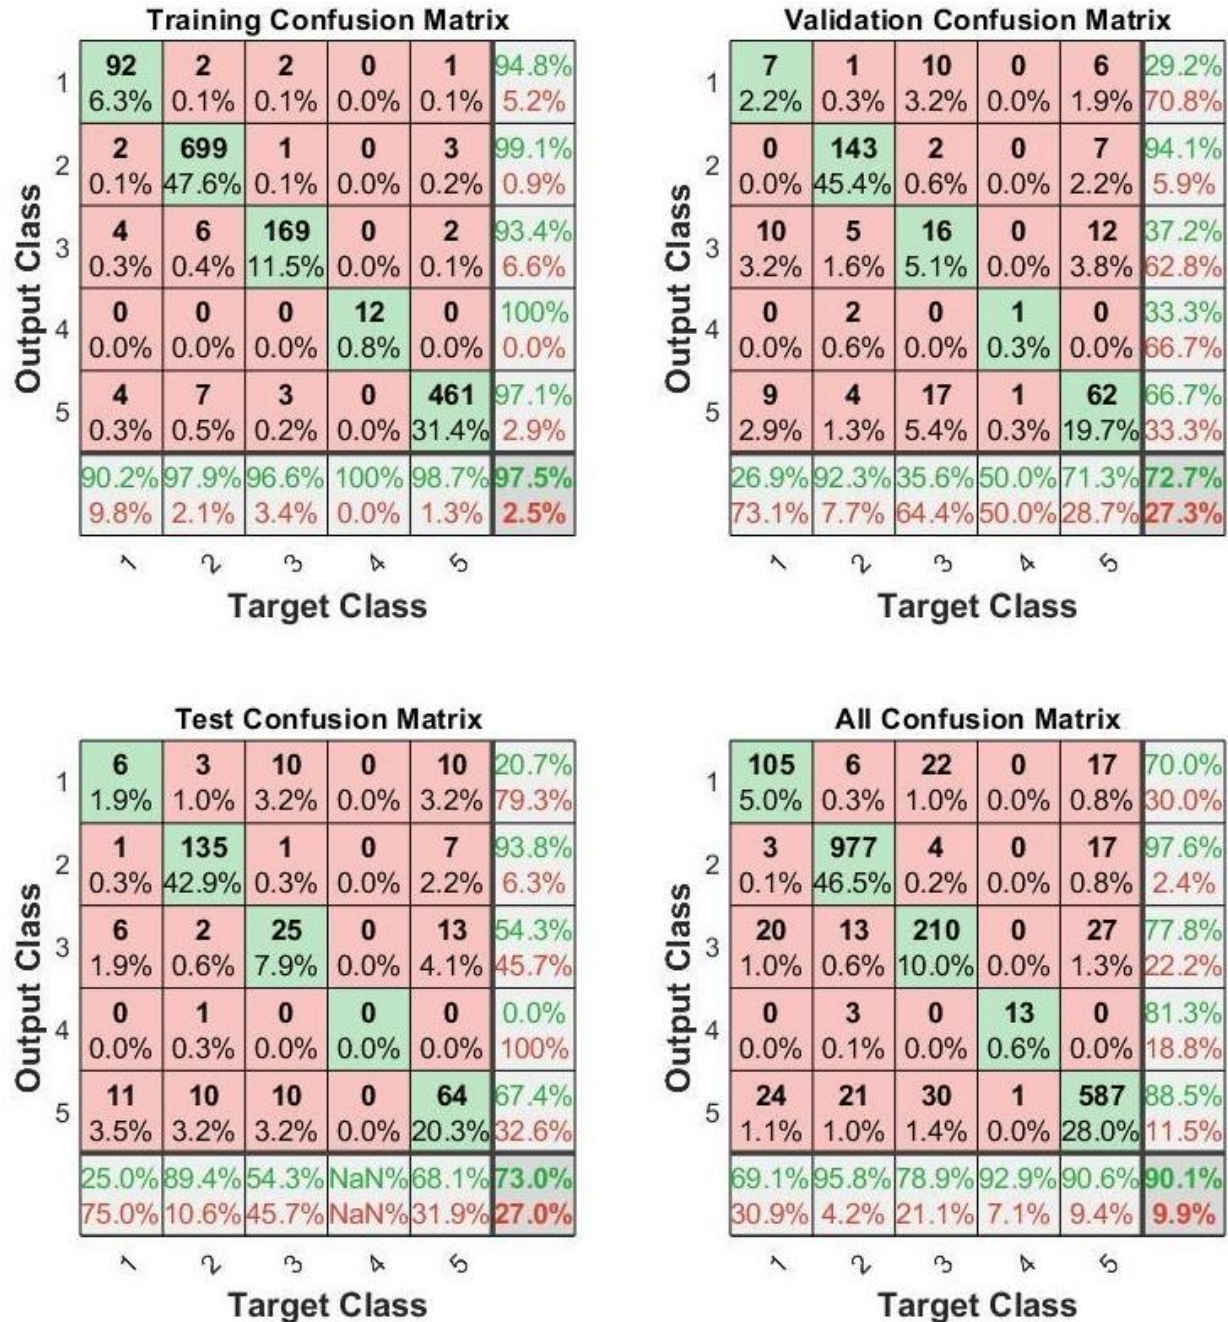 Training Confusion Matrix
Output Class
1
92 2 2 0 1 94.8%
6.3% 0.1% 0.1% 0.0% 0.1% 5.2%
2
2 699 1 0 3 99.1%
0.1% 47.6% 0.1% 0.0% 0.2% 0.9%
3
4 6 169 0 2 93.4%
0.3% 0.4% 11.5% 0.0% 0.1% 6.6%
4
0 0 0 12 0 100%
0.0% 0.0% 0.0% 0.8% 0.0% 0.0%
5
4 7 3 0 461 97.1%
0.3% 0.5% 0.2% 0.0% 31.4% 2.9%
90.2% 97.9% 96.6% 100% 98.7% 97.5%
9.8% 2.1% 3.4% 0.0% 1.3% 2.5%
1 2 3 4 5
Target Class
Validation Confusion Matrix
Output Class
1
7 1 10 0 6 29.2%
2.2% 0.3% 3.2% 0.0% 1.9% 70.8%
2
0 143 2 0 7 94.1%
0.0% 45.4% 0.6% 0.0% 2.2% 5.9%
3
10 5 16 0 12 37.2%
3.2% 1.6% 5.1% 0.0% 3.8% 62.8%
4
0 2 0 1 0 33.3%
0.0% 0.6% 0.0% 0.3% 0.0% 66.7%
5
9 4 17 1 62 66.7%
2.9% 1.3% 5.4% 0.3% 19.7% 33.3%
26.9% 92.3% 35.6% 50.0% 71.3% 72.7%
73.1% 7.7% 64.4% 50.0% 28.7% 27.3%
1 2 3 4 5
Target Class
Test Confusion Matrix
Output Class
1
6 3 10 0 10 20.7%
1.9% 1.0% 3.2% 0.0% 3.2% 79.3%
2
1 135 1 0 7 93.8%
0.3% 42.9% 0.3% 0.0% 2.2% 6.3%
3
6 2 25 0 13 54.3%
1.9% 0.6% 7.9% 0.0% 4.1% 45.7%
4
0 1 0 0 0 0.0%
0.0% 0.3% 0.0% 0.0% 0.0% 100%
5
11 10 10 0 64 67.4%
3.5% 3.2% 3.2% 0.0% 20.3% 32.6%
25.0% 89.4% 54.3% NaN% 68.1% 73.0%
75.0% 10.6% 45.7% NaN% 31.9% 27.0%
1 2 3 4 5
Target Class
All Confusion Matrix
Output Class
1
105 6 22 0 17 70.0%
5.0% 0.3% 1.0% 0.0% 0.8% 30.0%
2
3 977 4 0 17 97.6%
0.1% 46.5% 0.2% 0.0% 0.8% 2.4%
3
20 13 210 0 27 77.8%
1.0% 0.6% 10.0% 0.0% 1.3% 22.2%
4
0 3 0 13 0 81.3%
0.0% 0.1% 0.0% 0.6% 0.0% 18.8%
5
24 21 30 1 587 88.5%
1.1% 1.0% 1.4% 0.0% 28.0% 11.5%
69.1% 95.8% 78.9% 92.9% 90.6% 90.1%
30.9% 4.2% 21.1% 7.1% 9.4% 9.9%
1 2 3 4 5
Target Class